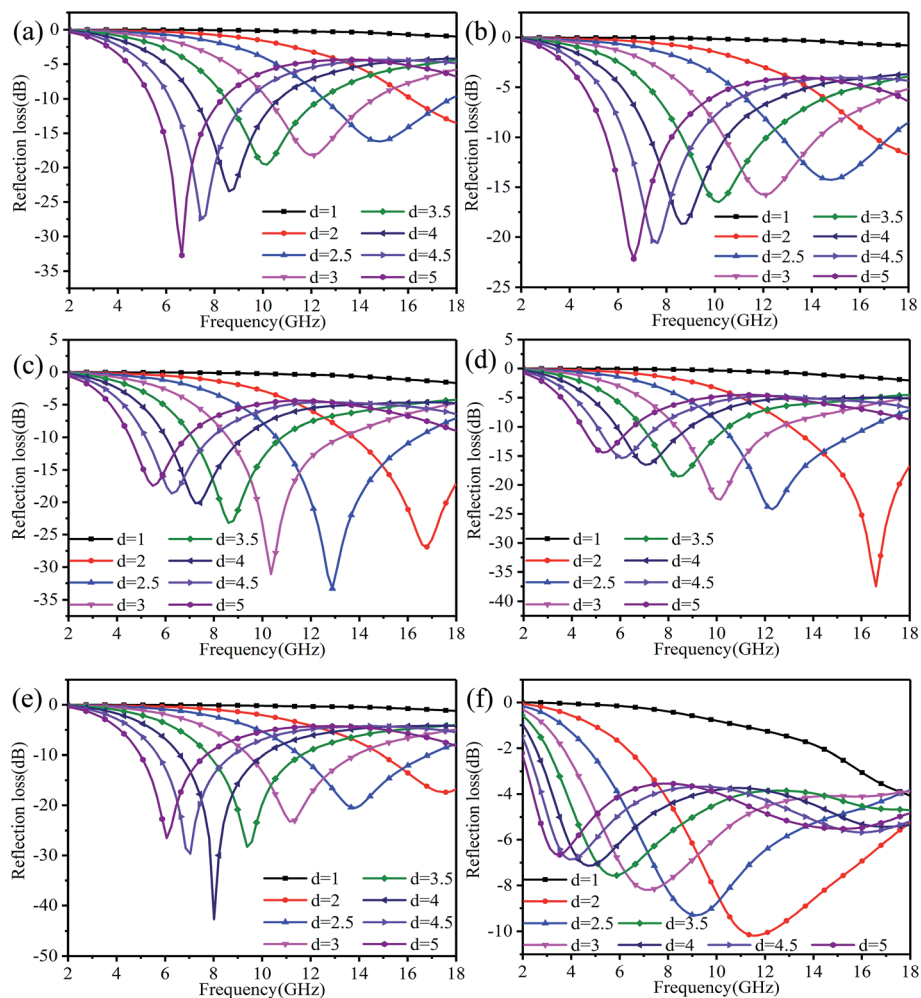 (a)
0
-5
-10
-15
-20
-25
-30
-35
Reflection loss(dB)
d=1 d=3.5
d=2 d=4
d=2.5 d=4.5
d=3 d=5
2 4 6 8 10 12 14 16 18
Frequency(GHz)
(b)
0
-5
-10
-15
-20
-25
Reflection loss(dB)
d=1 d=3.5
d=2 d=4
d=2.5 d=4.5
d=3 d=5
2 4 6 8 10 12 14 16 18
Frequency(GHz)
(c)
5
0
-5
-10
-15
-20
-25
-30
-35
Reflection loss(dB)
d=1 d=3.5
d=2 d=4
d=2.5 d=4.5
d=3 d=5
2 4 6 8 10 12 14 16 18
Frequency(GHz)
(d)
5
0
-5
-10
-15
-20
-25
-30
-35
-40
Reflection loss(dB)
d=1 d=3.5
d=2 d=4
d=2.5 d=4.5
d=3 d=5
2 4 6 8 10 12 14 16 18
Frequency(GHz)
(e)
0
-10
-20
-30
-40
-50
Reflection loss(dB)
d=1 d=3.5
d=2 d=4
d=2.5 d=4.5
d=3 d=5
2 4 6 8 10 12 14 16 18
Frequency(GHz)
(f)
0
-2
-4
-6
-8
-10
Reflection loss(dB)
d=1
d=2
d=2.5 d=3.5
d=3 d=4 d=4.5 d=5
2 4 6 8 10 12 14 16 18
Frequency(GHz)